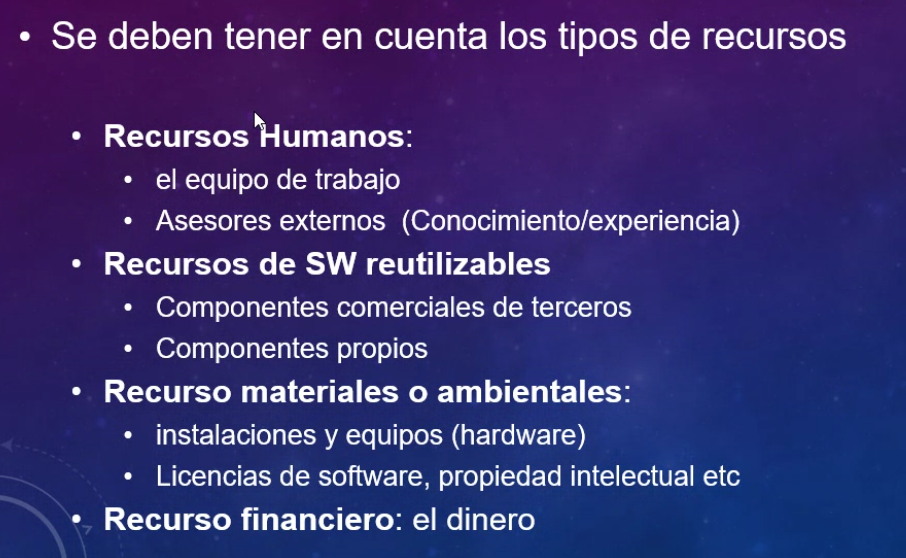 • Se deben tener en cuenta los tipos de recursos
• Recursos Humanos:
• el equipo de trabajo
• Asesores externos (Conocimiento/experiencia)
• Recursos de SW reutilizables
• Componentes comerciales de terceros
• Componentes propios
• Recurso materiales o ambientales:
• instalaciones y equipos (hardware)
• Licencias de software, propiedad intelectual etc
• Recurso financiero: el dinero